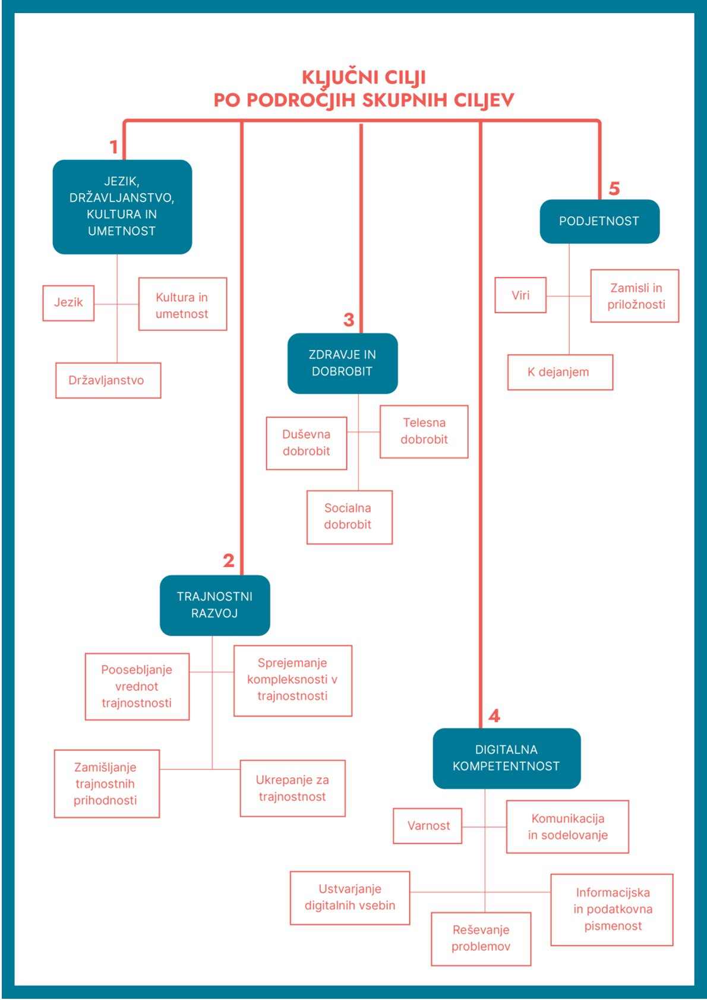 KLJUČNI CILJI
PO PODROČJIH SKUPNIH CILJEV
1
JEZIK,
DRŽAVLJANSTVO,
KULTURA IN
UMETNOST
Jezik
Kultura in
umetnost
Državljanstvo
2
TRAJNOSTNI
RAZVOJ
Poosebljanje
vrednot
trajnostnosti
Sprejemanje
kompleksnosti v
trajnostnosti
Zamišljanje
trajnostnih
prihodnosti
Ukrepanje za
trajnostnost
3
ZDRAVJE IN
DOBROBIT
Duševna
dobrobit
Telesna
dobrobit
Socialna
dobrobit
4
DIGITALNA
KOMPETENTNOST
Varnost
Komunikacija
in sodelovanje
Ustvarjanje
digitalnih vsebin
Informacijska
in podatkovna
pismenost
Reševanje
problemov
5
PODJETNOST
Viri
Zamisli in
priložnosti
K dejanjem